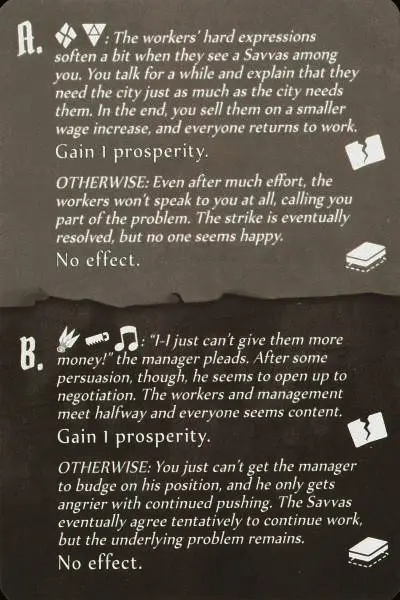 A. : The workers' hard expressions
soften a bit when they see a Savvas among
you. You talk for a while and explain that they
need the city just as much as the city needs
them. In the end, you sell them on a smaller
wage increase, and everyone returns to work.
Gain 1 prosperity.
OTHERWISE: Even after much effort, the
workers won't speak to you at all, calling you
part of the problem. The strike is eventually
resolved, but no one seems happy.
No effect.
B. : "I-I just can't give them more
money!" the manager pleads. After some
persuasion, though, he seems to open up to
negotiation. The workers and management
meet halfway and everyone seems content.
Gain 1 prosperity.
OTHERWISE: You just can't get the manager
to budge on his position, and he only gets
angrier with continued pushing. The Savvas
eventually agree tentatively to continue work,
but the underlying problem remains.
No effect.